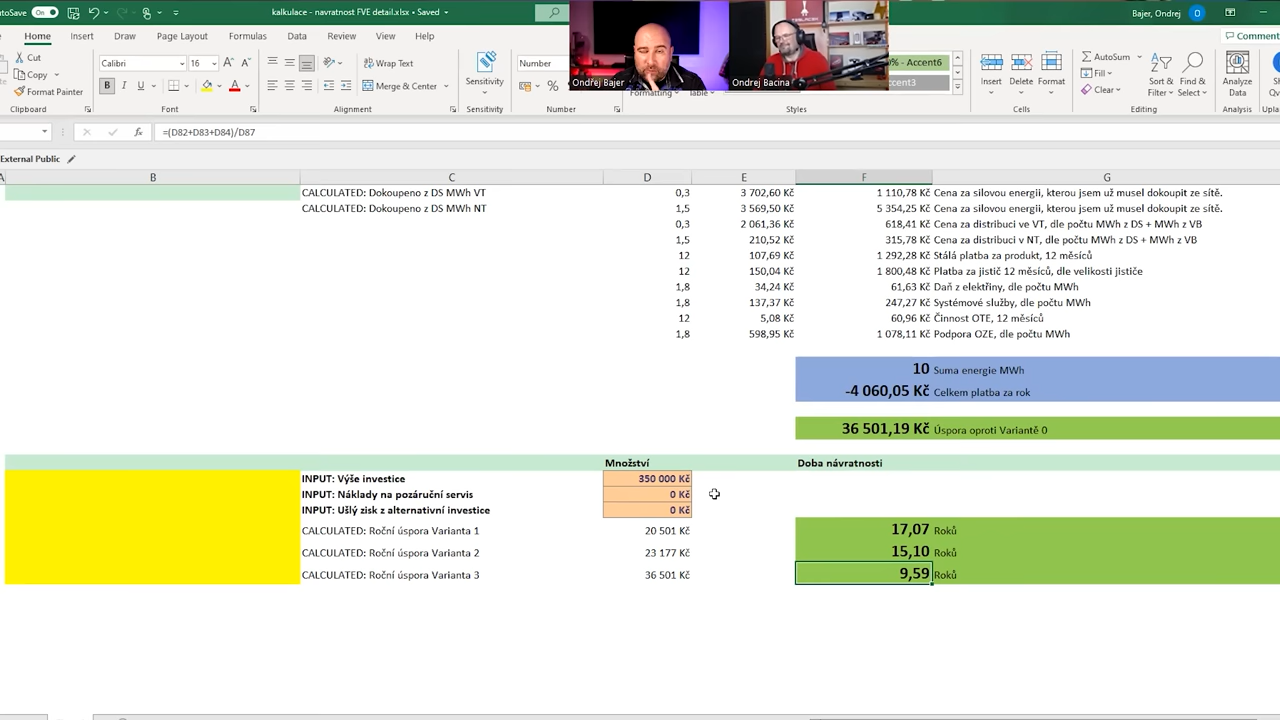 AutoSave On
kalkulace - navratnost FVE detail.xlsx • Saved
Bajer, Ondrej O
Home Insert Draw Page Layout Formulas Data Review View Help
Comment
Cut
Copy
Format Painter
Clipboard
Calibri 16
B I U
Font
Wrap Text
Merge & Center
Alignment
Sensitivity
Sensitivity
Number
%
Number
Ondřej Bajer
Ondrej Bacina
Formatting Table
% - Accent6
Accent3
Styles
Insert Delete Format
Cells
AutoSum
Fill
Clear
Sort & Filter
Find & Select
Editing
Analyze Data
Analysis
fx =(D82+D83+D84)/D87
External Public
A B C D E F G
CALCULATED: Dokoupeno z DS MWh VT 0,3 3 702,60 Kč 1 110,78 Kč Cena za silovou energii, kterou jsem už musel dokoupit ze sítě.
CALCULATED: Dokoupeno z DS MWh NT 1,5 3 569,50 Kč 5 354,25 Kč Cena za silovou energii, kterou jsem už musel dokoupit ze sítě.
0,3 2 061,36 Kč 618,41 Kč Cena za distribuci ve VT, dle počtu MWh z DS + MWh z VB
1,5 210,52 Kč 315,78 Kč Cena za distribuci v NT, dle počtu MWh z DS + MWh z VB
12 107,69 Kč 1 292,28 Kč Stálá platba za produkt, 12 měsíců
12 150,04 Kč 1 800,48 Kč Platba za jistič 12 měsíců, dle velikosti jističe
1,8 34,24 Kč 61,63 Kč Daň z elektřiny, dle počtu MWh
1,8 137,37 Kč 247,27 Kč Systémové služby, dle počtu MWh
12 5,08 Kč 60,96 Kč Činnost OTE, 12 měsíců
1,8 598,95 Kč 1 078,11 Kč Podpora OZE, dle počtu MWh
10 Suma energie MWh
-4 060,05 Kč Celkem platba za rok
36 501,19 Kč Úspora oproti Variantě 0
Množství Doba návratnosti
INPUT: Výše investice 350 000 Kč
INPUT: Náklady na pozáruční servis 0 Kč
INPUT: Ušlý zisk z alternativní investice 0 Kč
CALCULATED: Roční úspora Varianta 1 20 501 Kč 17,07 Roků
CALCULATED: Roční úspora Varianta 2 23 177 Kč 15,10 Roků
CALCULATED: Roční úspora Varianta 3 36 501 Kč 9,59 Roků